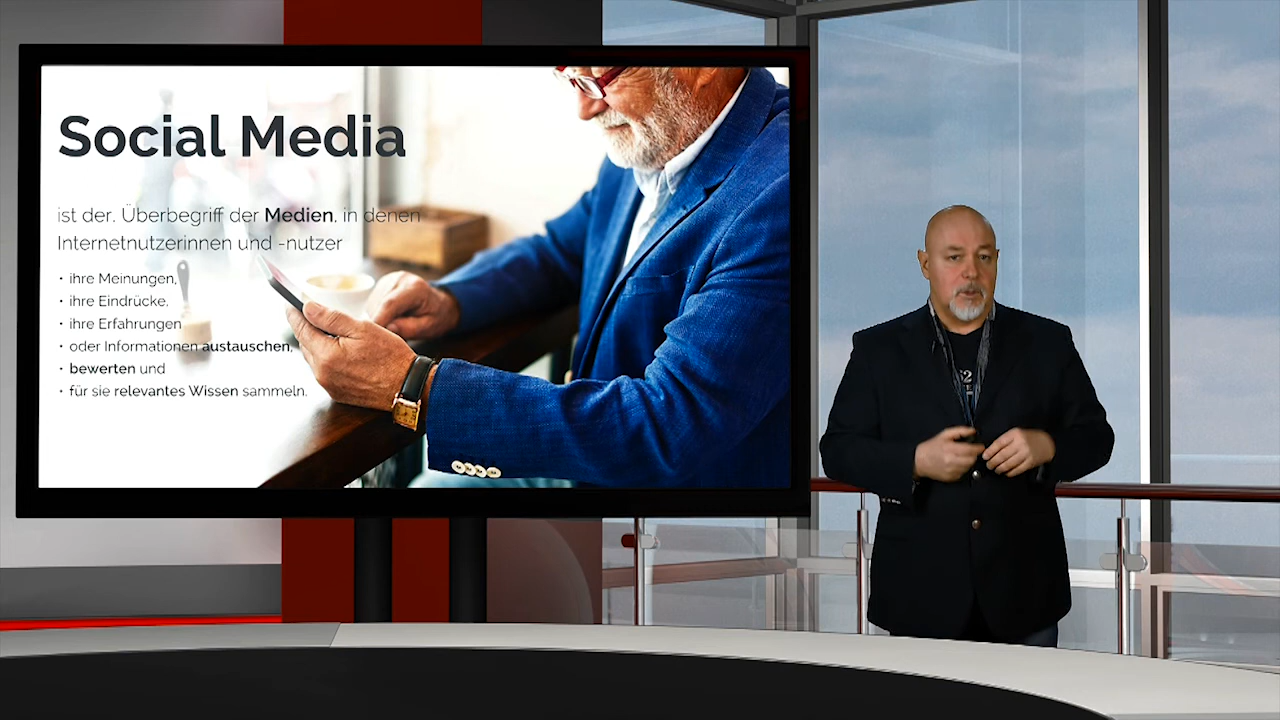 Social Media
ist der. Überbegriff der Medien, in denen
Internetnutzerinnen und -nutzer
• ihre Meinungen,
• ihre Eindrücke,
• ihre Erfahrungen
• oder Informationen austauschen,
• bewerten und
• für sie relevantes Wissen sammeln.